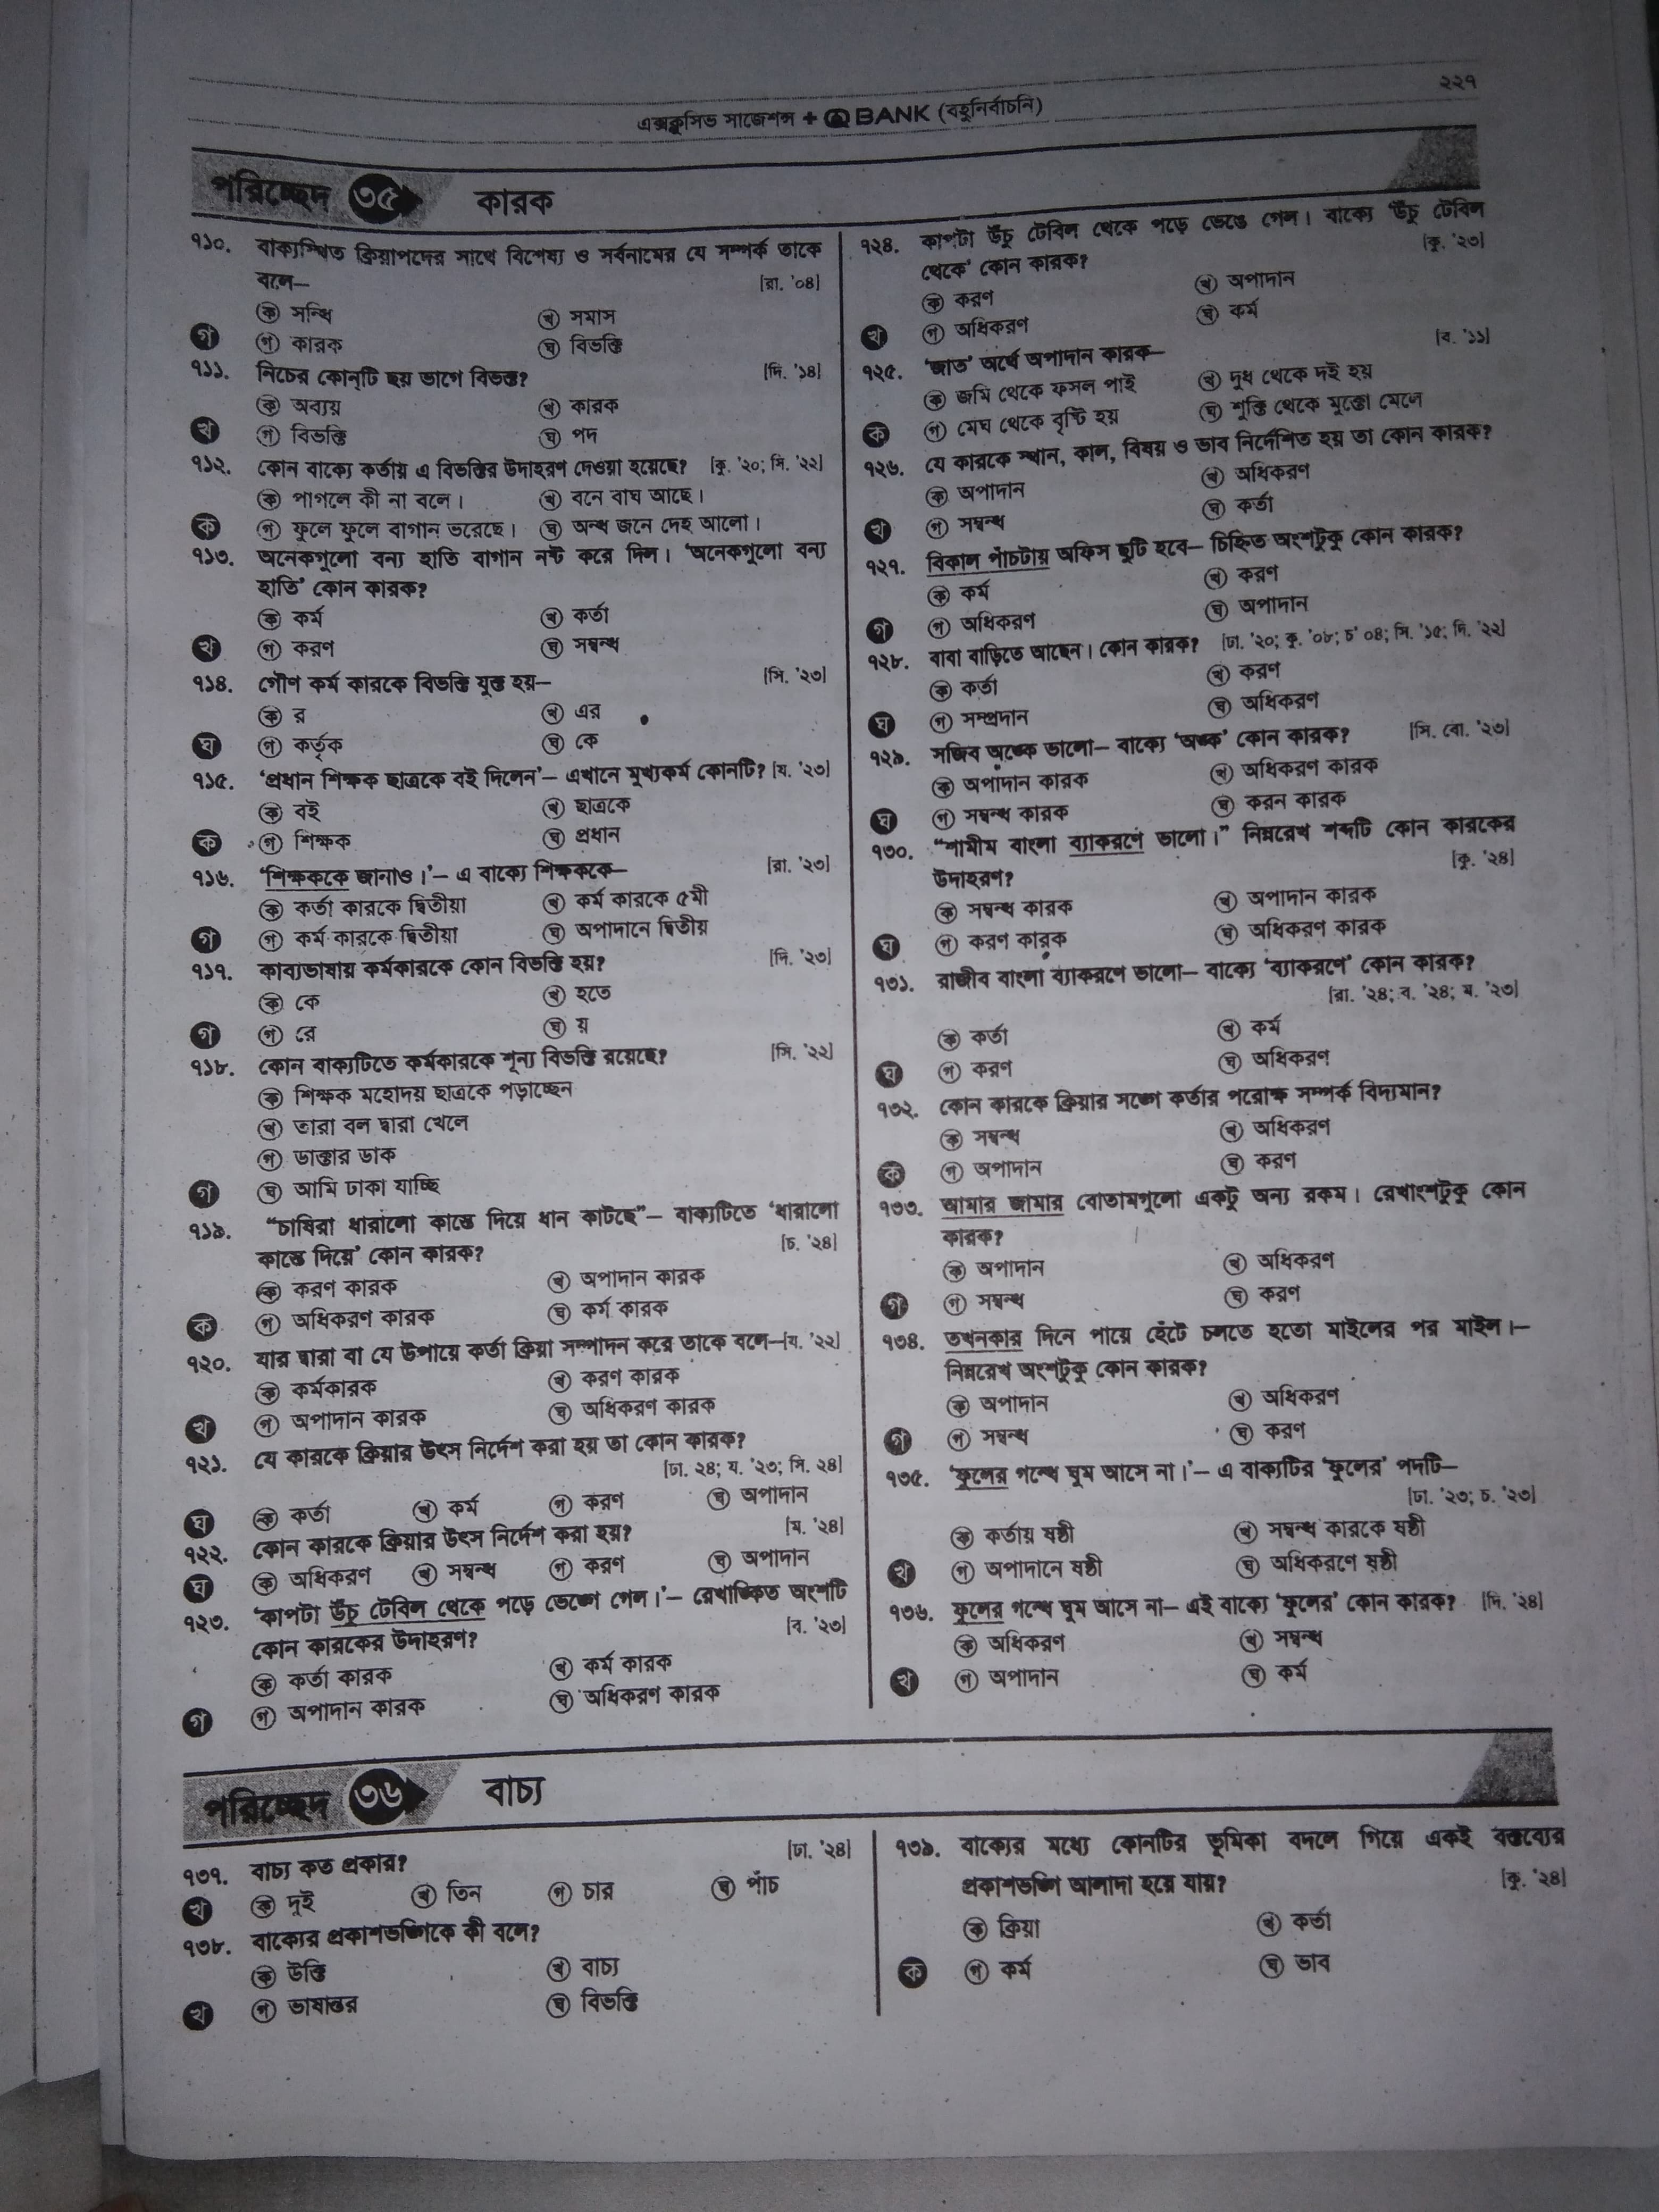 ২২৭
এক্সক্লুসিভ সাজেশন্স + Q BANK (বহুনির্বাচনি)
পরিচ্ছেদ ৩৫ কারক
৭১০. বাক্যস্থিত ক্রিয়াপদের সাথে বিশেষ্য ও সর্বনামের যে সম্পর্ক তাকে
বলে— [রা. '০৪]
ক সন্ধি খ সমাস
গ গ কারক ঘ বিভক্তি
৭১১. নিচের কোন্‌টি ছয় ভাগে বিভক্ত? [দি. '১৪]
ক অব্যয় খ কারক
খ গ বিভক্তি ঘ পদ
৭১২. কোন বাক্যে কর্তায় এ বিভক্তির উদাহরণ দেওয়া হয়েছে? [কু. '২০; সি. '২২]
ক পাগলে কী না বলে। খ বনে বাঘ আছে।
ক গ ফুলে ফুলে বাগান ভরেছে। ঘ অন্ধ জনে দেহ আলো।
৭১৩. অনেকগুলো বন্য হাতি বাগান নষ্ট করে দিল। 'অনেকগুলো বন্য
হাতি' কোন কারক?
ক কর্ম খ কর্তা
খ গ করণ ঘ সম্বন্ধ
৭১৪. গৌণ কর্ম কারকে বিভক্তি যুক্ত হয়— [সি. '২৩]
ক র খ এর
ঘ গ কর্তৃক ঘ কে
৭১৫. 'প্রধান শিক্ষক ছাত্রকে বই দিলেন'— এখানে মুখ্যকর্ম কোনটি? [য. '২৩]
ক বই খ ছাত্রকে
ক গ শিক্ষক ঘ প্রধান
৭১৬. 'শিক্ষককে জানাও।'— এ বাক্যে শিক্ষককে— [রা. '২৩]
ক কর্তা কারকে দ্বিতীয়া খ কর্ম কারকে ৫মী
গ গ কর্ম কারকে দ্বিতীয়া ঘ অপাদানে দ্বিতীয়
৭১৭. কাব্যভাষায় কর্মকারকে কোন বিভক্তি হয়? [দি. '২৩]
ক কে খ হতে
গ গ রে ঘ য়
৭১৮. কোন বাক্যটিতে কর্মকারকে শূন্য বিভক্তি রয়েছে? [সি. '২২]
ক শিক্ষক মহোদয় ছাত্রকে পড়াচ্ছেন
খ তারা বল দ্বারা খেলে
গ ডাক্তার ডাক
গ ঘ আমি ঢাকা যাচ্ছি
৭১৯. "চাষিরা ধারালো কাস্তে দিয়ে ধান কাটছে"— বাক্যটিতে 'ধারালো
কাস্তে দিয়ে' কোন কারক? [চ. '২৪]
ক করণ কারক খ অপাদান কারক
ক গ অধিকরণ কারক ঘ কর্ম কারক
৭২০. যার দ্বারা বা যে উপায়ে কর্তা ক্রিয়া সম্পাদন করে তাকে বলে—[য. '২২]
ক কর্মকারক খ করণ কারক
খ গ অপাদান কারক ঘ অধিকরণ কারক
৭২১. যে কারকে ক্রিয়ার উৎস নির্দেশ করা হয় তা কোন কারক?
[ঢা. ২৪; য. '২৩; সি. ২৪]
ঘ ক কর্তা খ কর্ম গ করণ ঘ অপাদান
৭২২. কোন কারকে ক্রিয়ার উৎস নির্দেশ করা হয়? [ম. '২৪]
ঘ ক অধিকরণ খ সম্বন্ধ গ করণ ঘ অপাদান
৭২৩. 'কাপটা উঁচু টেবিল থেকে পড়ে ভেঙ্গে গেল।'— রেখাঙ্কিত অংশটি
কোন কারকের উদাহরণ? [ব. '২৩]
ক কর্তা কারক খ কর্ম কারক
গ গ অপাদান কারক ঘ অধিকরণ কারক
৭২৪. কাপটা উঁচু টেবিল থেকে পড়ে ভেঙে গেল। বাক্যে 'উঁচু টেবিল
থেকে' কোন কারক? [কু. '২৩]
ক করণ খ অপাদান
খ গ অধিকরণ ঘ কর্ম
৭২৫. 'জাত' অর্থে অপাদান কারক— [ব. '১১]
ক জমি থেকে ফসল পাই খ দুধ থেকে দই হয়
ক গ মেঘ থেকে বৃষ্টি হয় ঘ শুক্তি থেকে মুক্তো মেলে
৭২৬. যে কারকে স্থান, কাল, বিষয় ও ভাব নির্দেশিত হয় তা কোন কারক?
ক অপাদান খ অধিকরণ
খ গ সম্বন্ধ ঘ কর্তা
৭২৭. বিকাল পাঁচটায় অফিস ছুটি হবে— চিহ্নিত অংশটুকু কোন কারক?
ক কর্ম খ করণ
গ গ অধিকরণ ঘ অপাদান
৭২৮. বাবা বাড়িতে আছেন। কোন কারক? [ঢা. '২০; কু. '০৮; চ' ০৪; সি. '১৫; দি. '২২]
ক কর্তা খ করণ
ঘ গ সম্প্রদান ঘ অধিকরণ
৭২৯. সজিব অঙ্কে ভালো— বাক্যে 'অঙ্ক' কোন কারক? [সি. বো. '২৩]
ক অপাদান কারক খ অধিকরণ কারক
ঘ গ সম্বন্ধ কারক ঘ করন কারক
৭৩০. "শামীম বাংলা ব্যাকরণে ভালো।" নিম্নরেখ শব্দটি কোন কারকের
উদাহরণ? [কু. '২৪]
ক সম্বন্ধ কারক খ অপাদান কারক
ঘ গ করণ কারক ঘ অধিকরণ কারক
৭৩১. রাজীব বাংলা ব্যাকরণে ভালো— বাক্যে 'ব্যাকরণে' কোন কারক?
[রা. '২৪; ব. '২৪; ম. '২৩]
ক কর্তা খ কর্ম
ঘ গ করণ ঘ অধিকরণ
৭৩২. কোন কারকে ক্রিয়ার সঙ্গে কর্তার পরোক্ষ সম্পর্ক বিদ্যমান?
ক সম্বন্ধ খ অধিকরণ
ক গ অপাদান ঘ করণ
৭৩৩. আমার জামার বোতামগুলো একটু অন্য রকম। রেখাংশটুকু কোন
কারক?
ক অপাদান খ অধিকরণ
গ গ সম্বন্ধ ঘ করণ
৭৩৪. তখনকার দিনে পায়ে হেঁটে চলতে হতো মাইলের পর মাইল।—
নিম্নরেখ অংশটুকু কোন কারক?
ক অপাদান খ অধিকরণ
গ গ সম্বন্ধ ঘ করণ
৭৩৫. 'ফুলের গন্ধে ঘুম আসে না।'— এ বাক্যটির 'ফুলের' পদটি—
[ঢা. '২৩; চ. '২৩]
ক কর্তায় ষষ্ঠী খ সম্বন্ধ কারকে ষষ্ঠী
খ গ অপাদানে ষষ্ঠী ঘ অধিকরণে ষষ্ঠী
৭৩৬. ফুলের গন্ধে ঘুম আসে না— এই বাক্যে 'ফুলের' কোন কারক? [দি. '২৪]
ক অধিকরণ খ সম্বন্ধ
খ গ অপাদান ঘ কর্ম
পরিচ্ছেদ ৩৬ বাচ্য
৭৩৭. বাচ্য কত প্রকার? [ঢা. '২৪]
খ ক দুই খ তিন গ চার ঘ পাঁচ
৭৩৮. বাক্যের প্রকাশভঙ্গিকে কী বলে?
ক উক্তি খ বাচ্য
খ গ ভাষান্তর ঘ বিভক্তি
৭৩৯. বাক্যের মধ্যে কোনটির ভূমিকা বদলে গিয়ে একই বক্তব্যের
প্রকাশভঙ্গি আলাদা হয়ে যায়? [কু. '২৪]
ক ক্রিয়া খ কর্তা
ক গ কর্ম ঘ ভাব